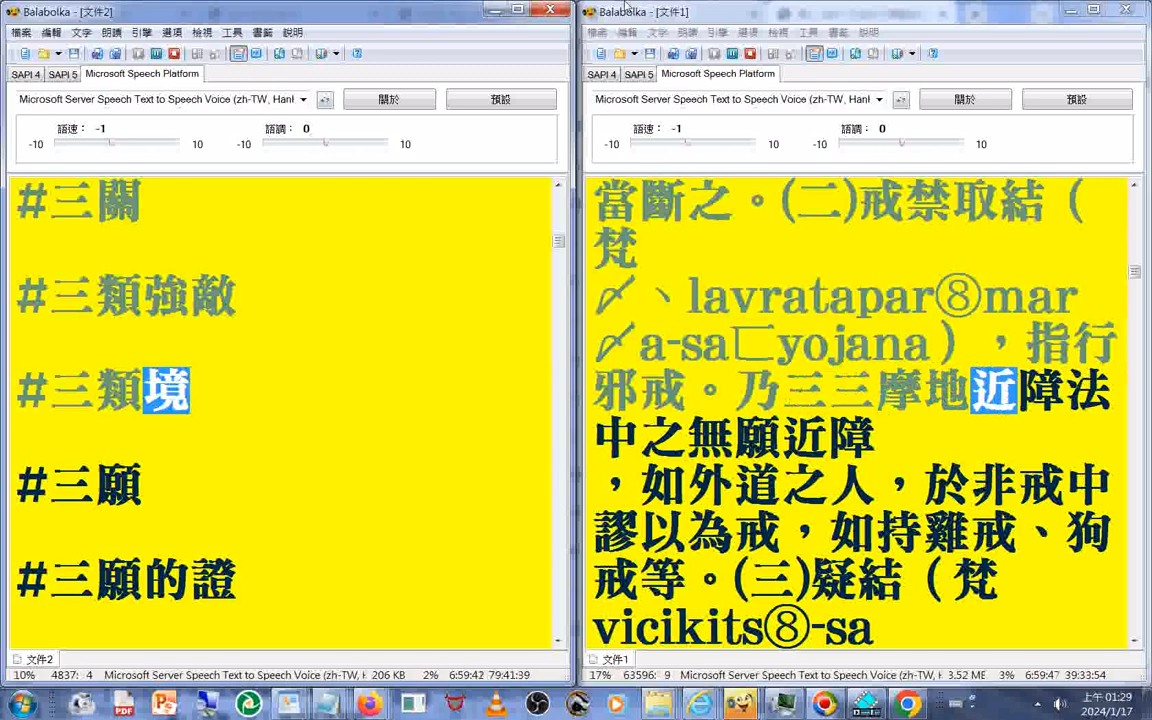 Balabolka - [文件2]
檔案 編輯 文字 朗讀 引擎 選項 檢視 工具 書籤 說明
SAPI 4 SAPI 5 Microsoft Speech Platform
Microsoft Server Speech Text to Speech Voice (zh-TW, Hanl
關於 預設
語速： -1 語調： 0
-10 10 -10 10
#三關
#三類強敵
#三類境
#三願
#三願的證
文件2
10% 4837: 4 Microsoft Server Speech Text to Speech Voice (zh-TW, H 206 KB 2% 6:59:42 79:41:39
Balabolka - [文件1]
檔案 編輯 文字 朗讀 引擎 選項 檢視 工具 書籤 說明
SAPI 4 SAPI 5 Microsoft Speech Platform
Microsoft Server Speech Text to Speech Voice (zh-TW, Hanl
關於 預設
語速： -1 語調： 0
-10 10 -10 10
當斷之。(二)戒禁取結（
梵
〆、lavratapar⑧mar
〆a-sa匸yojana），指行
邪戒。乃三三摩地近障法
中之無願近障
，如外道之人，於非戒中
謬以為戒，如持雞戒、狗
戒等。(三)疑結（梵
vicikits⑧-sa
文件1
17% 63596: 9 Microsoft Server Speech Text to Speech Voice (zh-TW, H 3.52 ME 3% 6:59:47 39:33:54
上午 01:29
2024/1/17